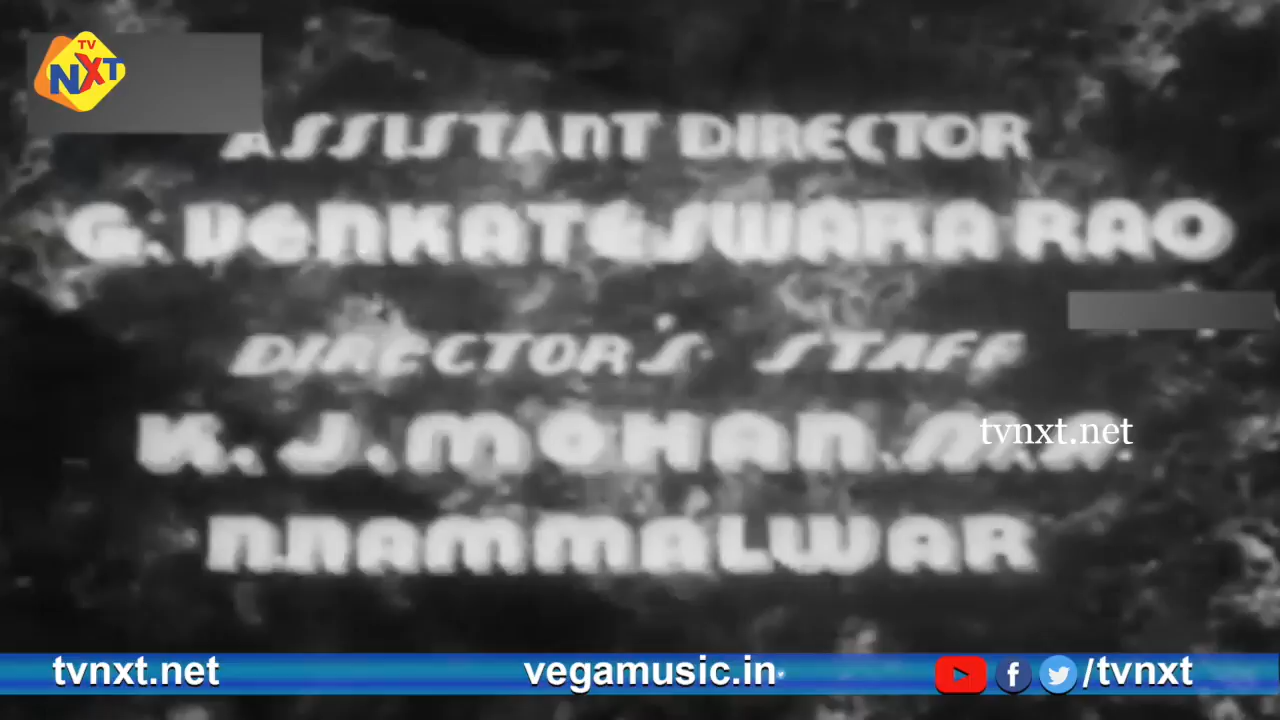 TV
NXT
ASSISTANT DIRECTOR
G. VENKATESWARA RAO
DIRECTOR'S STAFF
K. J. MOHAN. M.A.
tvnxt.net
N.NAMMALWAR
tvnxt.net
vegamusic.in
/tvnxt